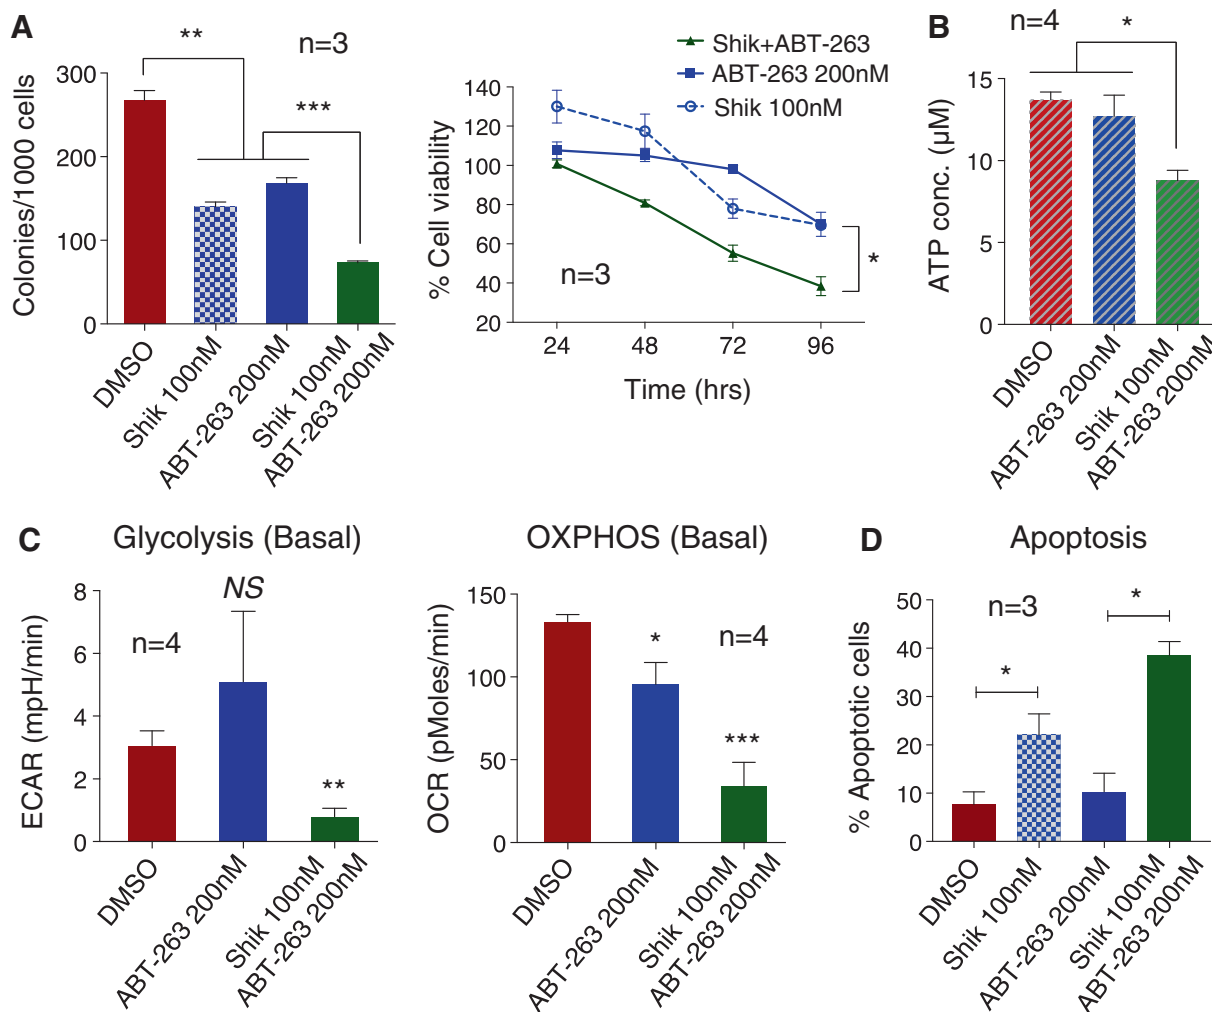 A
**
n=3
***
Colonies/1000 cells
300
200
100
0
DMSO
Shik 100nM
ABT-263 200nM
Shik 100nM
ABT-263 200nM
Shik+ABT-263
ABT-263 200nM
Shik 100nM
% Cell viability
140
120
100
80
60
40
20
n=3
*
24 48 72 96
Time (hrs)
B
n=4
*
ATP conc. (µM)
15
10
5
0
DMSO
ABT-263 200nM
Shik 100nM
ABT-263 200nM
C
Glycolysis (Basal)
NS
n=4
**
ECAR (mpH/min)
8
6
4
2
0
DMSO
ABT-263 200nM
Shik 100nM
ABT-263 200nM
OXPHOS (Basal)
*
n=4
***
OCR (pMoles/min)
150
100
50
0
DMSO
ABT-263 200nM
Shik 100nM
ABT-263 200nM
D
Apoptosis
n=3
*
*
% Apoptotic cells
50
40
30
20
10
0
DMSO
Shik 100nM
ABT-263 200nM
Shik 100nM
ABT-263 200nM